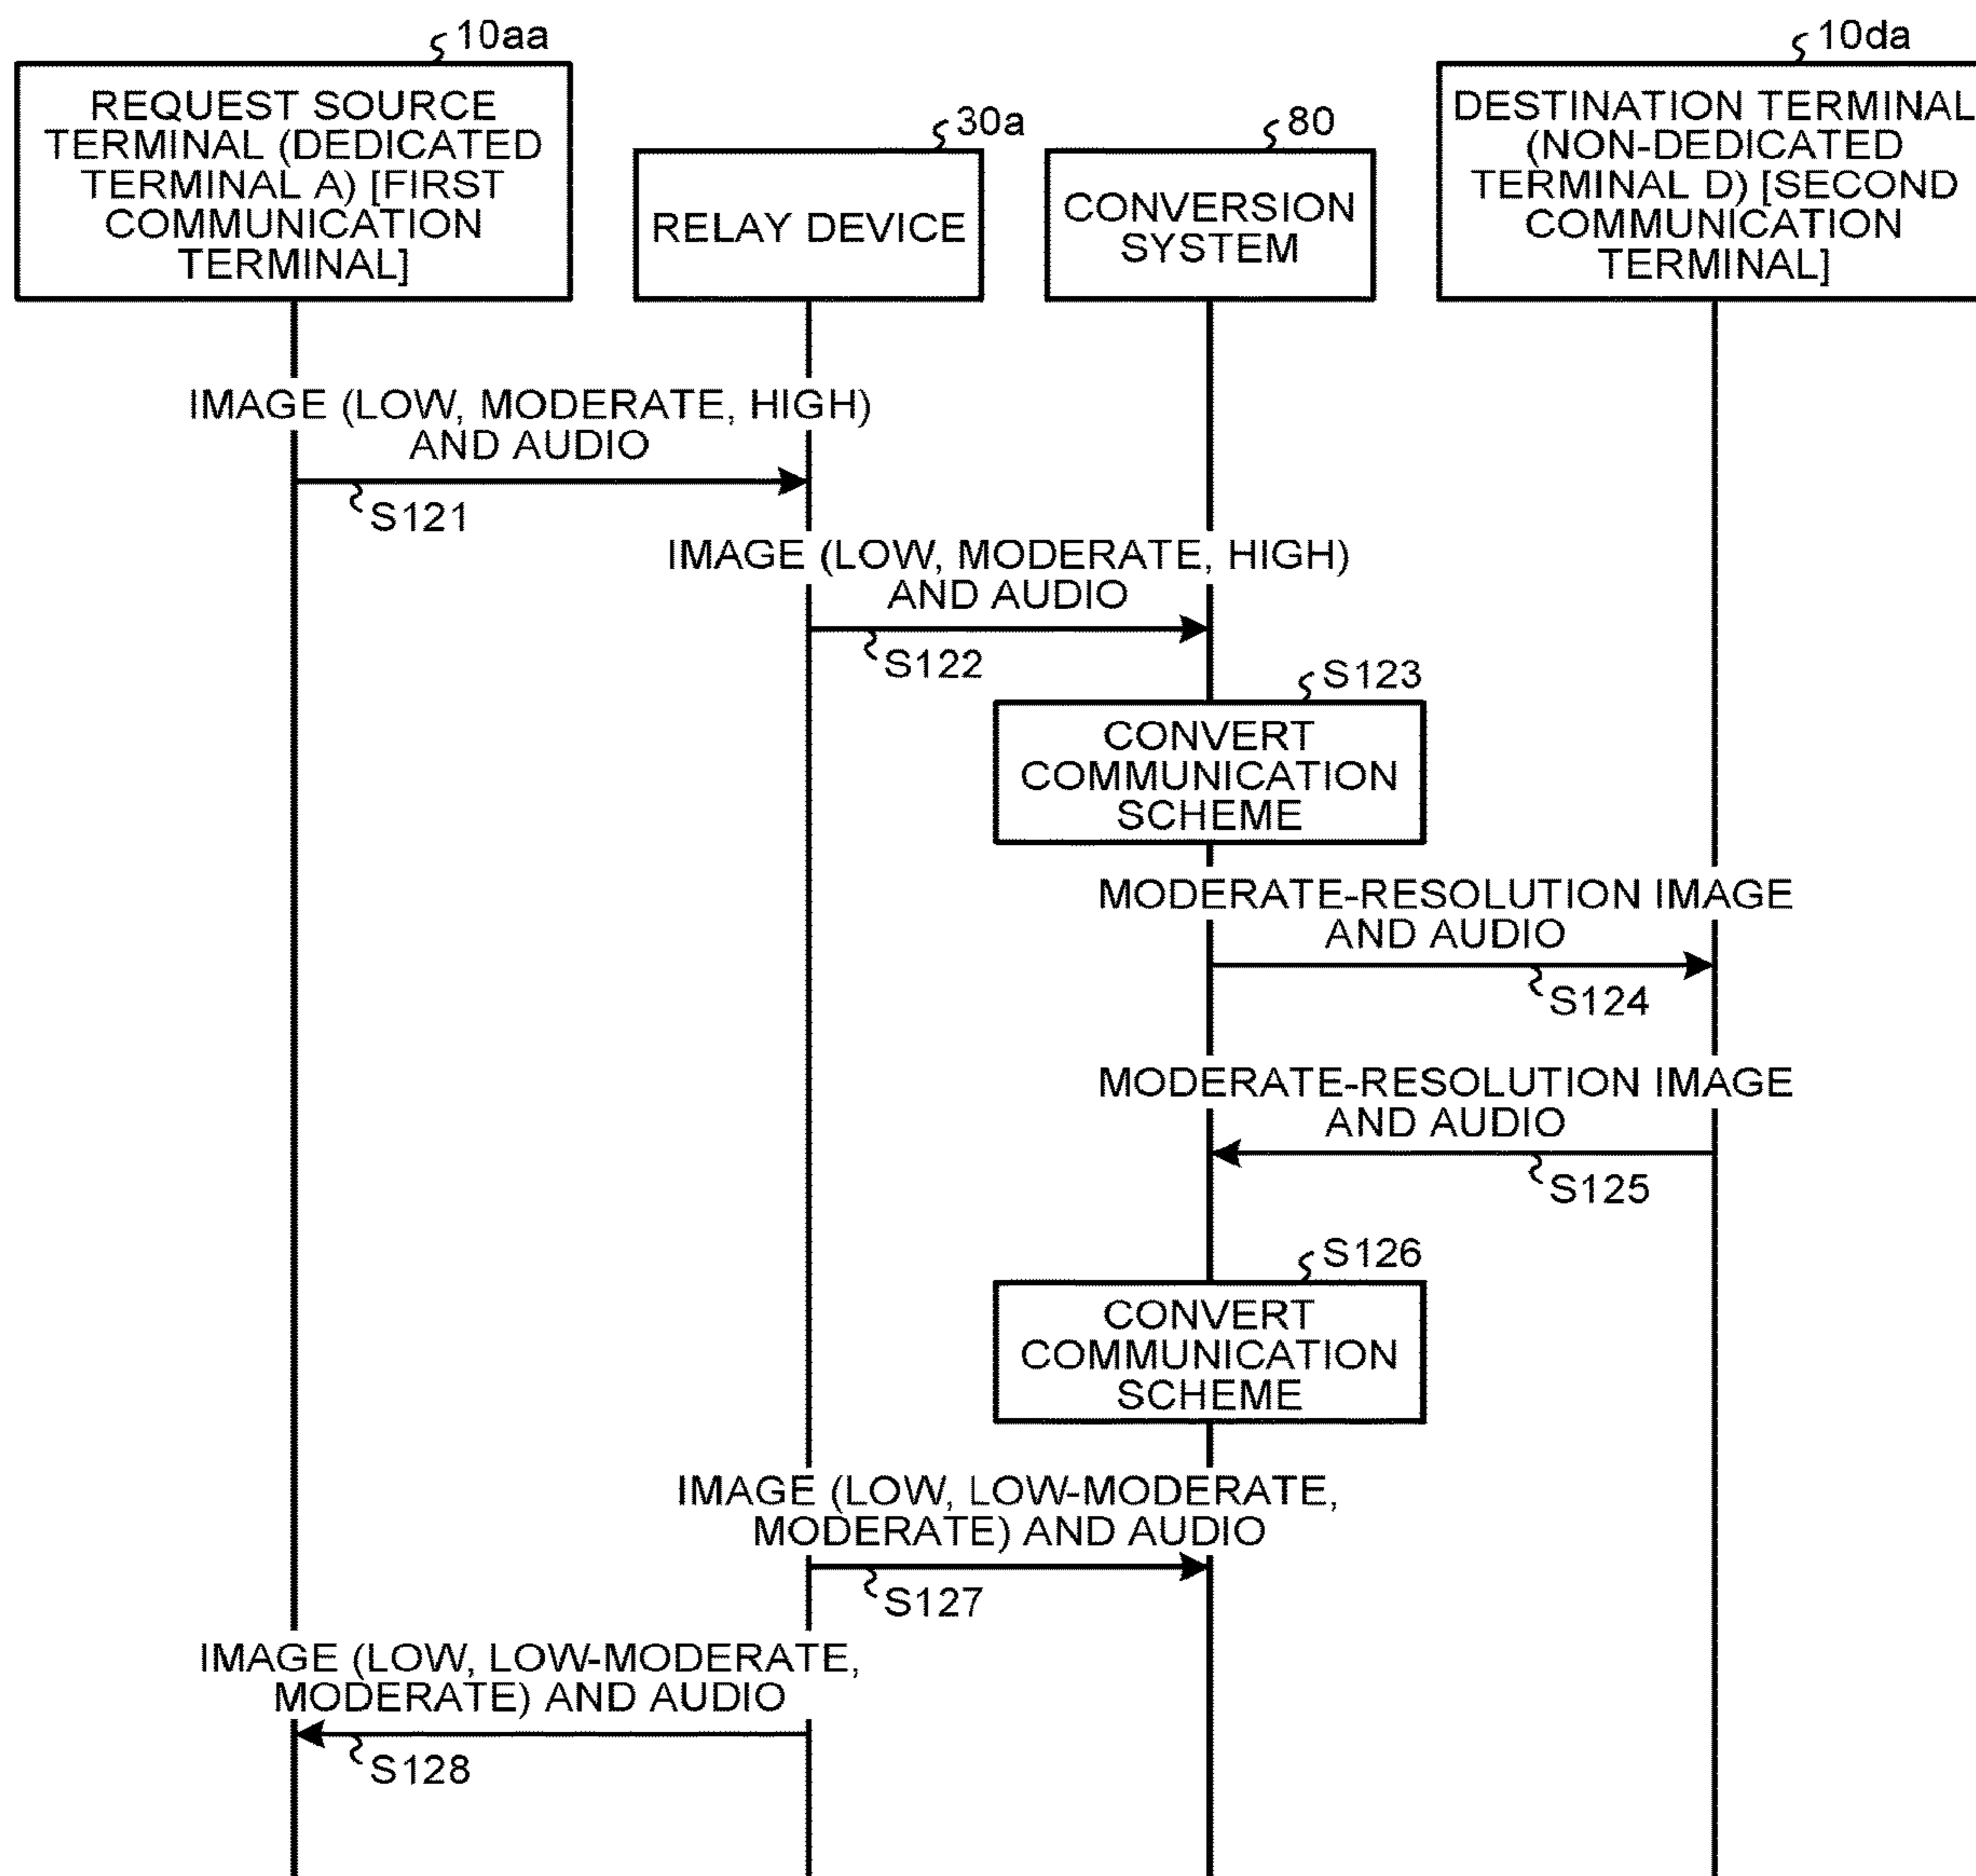 10aa
10da
REQUEST SOURCE
TERMINAL (DEDICATED
TERMINAL A) [FIRST
COMMUNICATION
TERMINAL]
30a
RELAY DEVICE
80
CONVERSION
SYSTEM
DESTINATION TERMINAL
(NON-DEDICATED
TERMINAL D) [SECOND
COMMUNICATION
TERMINAL]
IMAGE (LOW, MODERATE, HIGH)
AND AUDIO
S121
IMAGE (LOW, MODERATE, HIGH)
AND AUDIO
S122
S123
CONVERT
COMMUNICATION
SCHEME
MODERATE-RESOLUTION IMAGE
AND AUDIO
S124
MODERATE-RESOLUTION IMAGE
AND AUDIO
S125
S126
CONVERT
COMMUNICATION
SCHEME
IMAGE (LOW, LOW-MODERATE,
MODERATE) AND AUDIO
S127
IMAGE (LOW, LOW-MODERATE,
MODERATE) AND AUDIO
S128